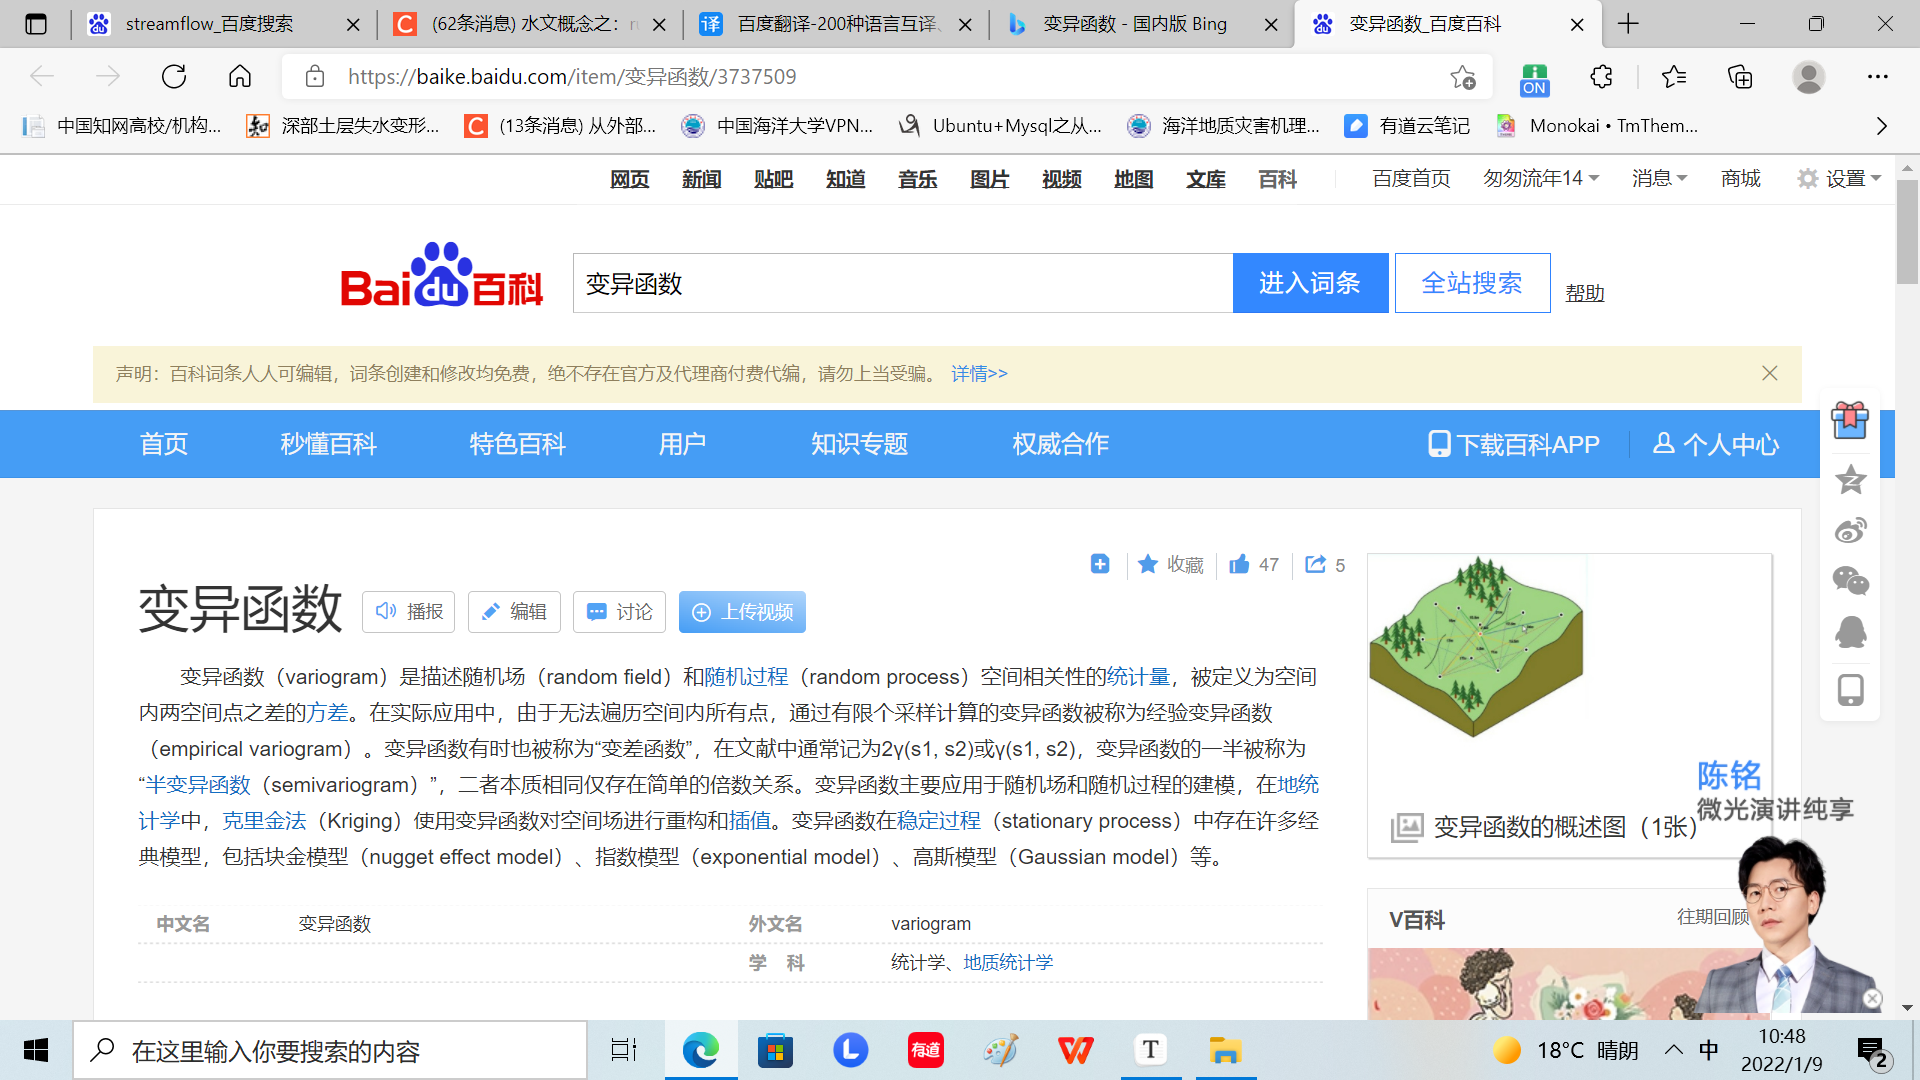 streamflow_百度搜索
(62条消息) 水文概念之：ru
百度翻译-200种语言互译、
变异函数 - 国内版 Bing
变异函数_百度百科
https://baike.baidu.com/item/变异函数/3737509
ON
中国知网高校/机构...
深部土层失水变形...
(13条消息) 从外部...
中国海洋大学VPN...
Ubuntu+Mysql之从...
海洋地质灾害机理...
有道云笔记
Monokai • TmThem...
网页 新闻 贴吧 知道 音乐 图片 视频 地图 文库 百科 百度首页 匆匆流年14 消息 商城 设置
Bai du 百科
变异函数
进入词条
全站搜索
帮助
声明：百科词条人人可编辑，词条创建和修改均免费，绝不存在官方及代理商付费代编，请勿上当受骗。 详情>>
首页 秒懂百科 特色百科 用户 知识专题 权威合作 下载百科APP 个人中心
收藏 47 5
变异函数 播报 编辑 讨论 上传视频
变异函数（variogram）是描述随机场（random field）和随机过程（random process）空间相关性的统计量，被定义为空间
内两空间点之差的方差。在实际应用中，由于无法遍历空间内所有点，通过有限个采样计算的变异函数被称为经验变异函数
（empirical variogram）。变异函数有时也被称为“变差函数”，在文献中通常记为2γ(s1, s2)或γ(s1, s2)，变异函数的一半被称为
“半变异函数（semivariogram）”，二者本质相同仅存在简单的倍数关系。变异函数主要应用于随机场和随机过程的建模，在地统
计学中，克里金法（Kriging）使用变异函数对空间场进行重构和插值。变异函数在稳定过程（stationary process）中存在许多经
典模型，包括块金模型（nugget effect model）、指数模型（exponential model）、高斯模型（Gaussian model）等。
中文名 变异函数 外文名 variogram
学 科 统计学、地质统计学
变异函数的概述图（1张）
陈铭
微光演讲纯享
V百科 往期回顾
在这里输入你要搜索的内容
有道
T
18°C 晴朗
中
10:48
2022/1/9
2